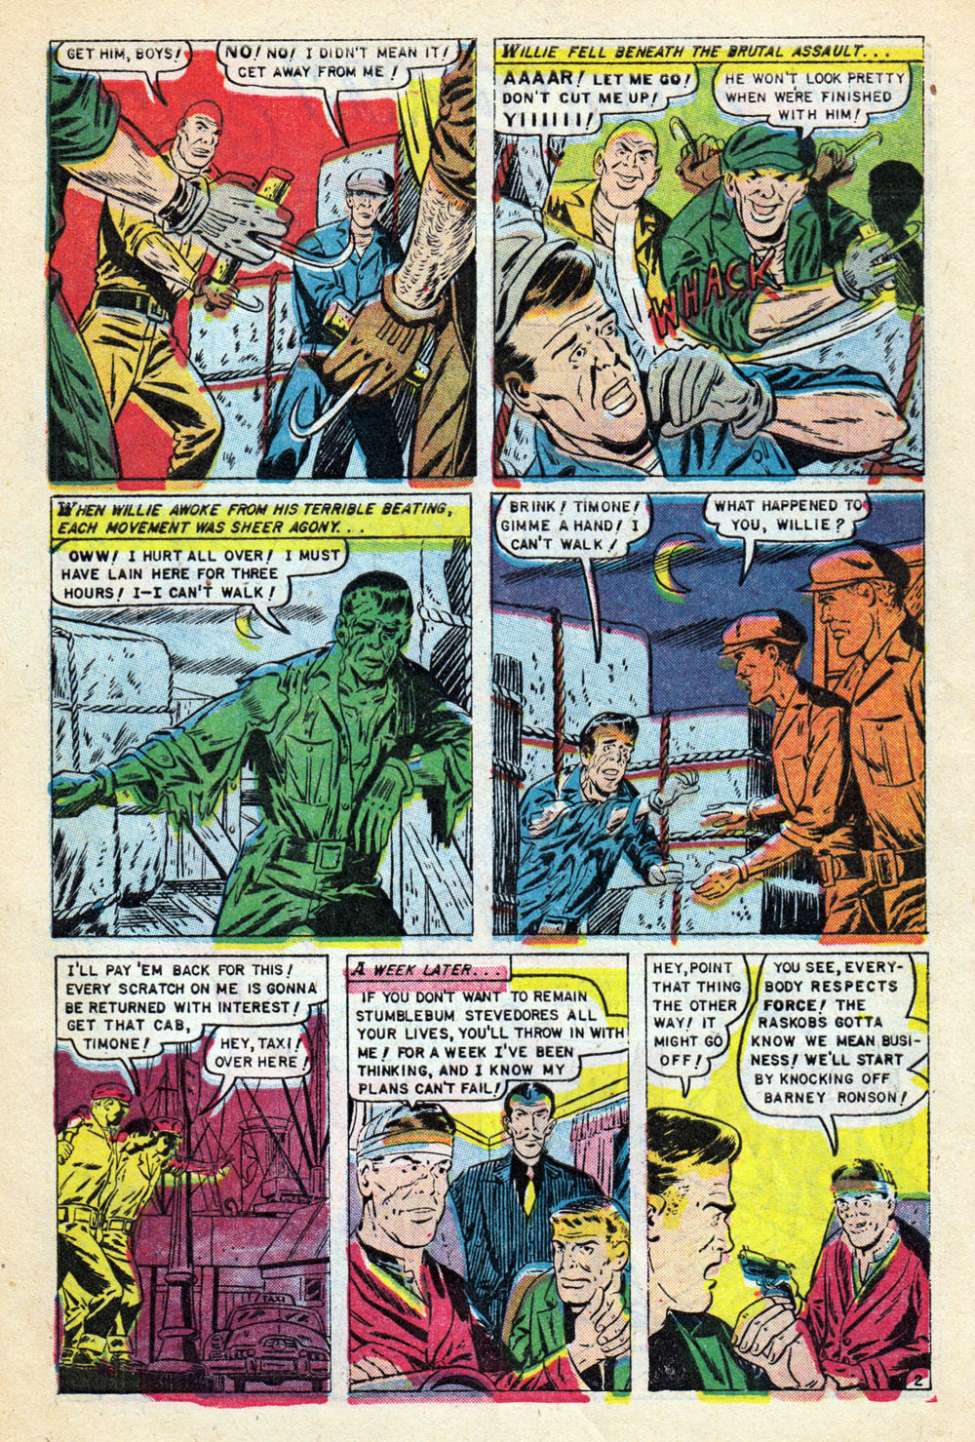 GET HIM, BOYS!
NO! NO! I DIDN'T MEAN IT!
GET AWAY FROM ME!
WILLIE FELL BENEATH THE BRUTAL ASSAULT...
AAAAR! LET ME GO!
DON'T CUT ME UP!
YIIIIII!
HE WON'T LOOK PRETTY
WHEN WE'RE FINISHED
WITH HIM!
WHACK
WHEN WILLIE AWOKE FROM HIS TERRIBLE BEATING,
EACH MOVEMENT WAS SHEER AGONY...
OWW! I HURT ALL OVER! I MUST
HAVE LAIN HERE FOR THREE
HOURS! I-I CAN'T WALK!
BRINK! TIMONE!
GIMME A HAND! I
CAN'T WALK!
WHAT HAPPENED TO
YOU, WILLIE?
I'LL PAY 'EM BACK FOR THIS!
EVERY SCRATCH ON ME IS GONNA
BE RETURNED WITH INTEREST!
GET THAT CAB,
TIMONE!
HEY, TAXI!
OVER HERE!
TAXI
A WEEK LATER...
IF YOU DON'T WANT TO REMAIN
STUMBLEBUM STEVEDORES ALL
YOUR LIVES, YOU'LL THROW IN WITH
ME! FOR A WEEK I'VE BEEN
THINKING, AND I KNOW MY
PLANS CAN'T FAIL!
HEY, POINT
THAT THING
THE OTHER
WAY! IT
MIGHT GO
OFF!
YOU SEE, EVERY-
BODY RESPECTS
FORCE! THE
RASKOBS GOTTA
KNOW WE MEAN BUSI-
NESS! WE'LL START
BY KNOCKING OFF
BARNEY RONSON!
2